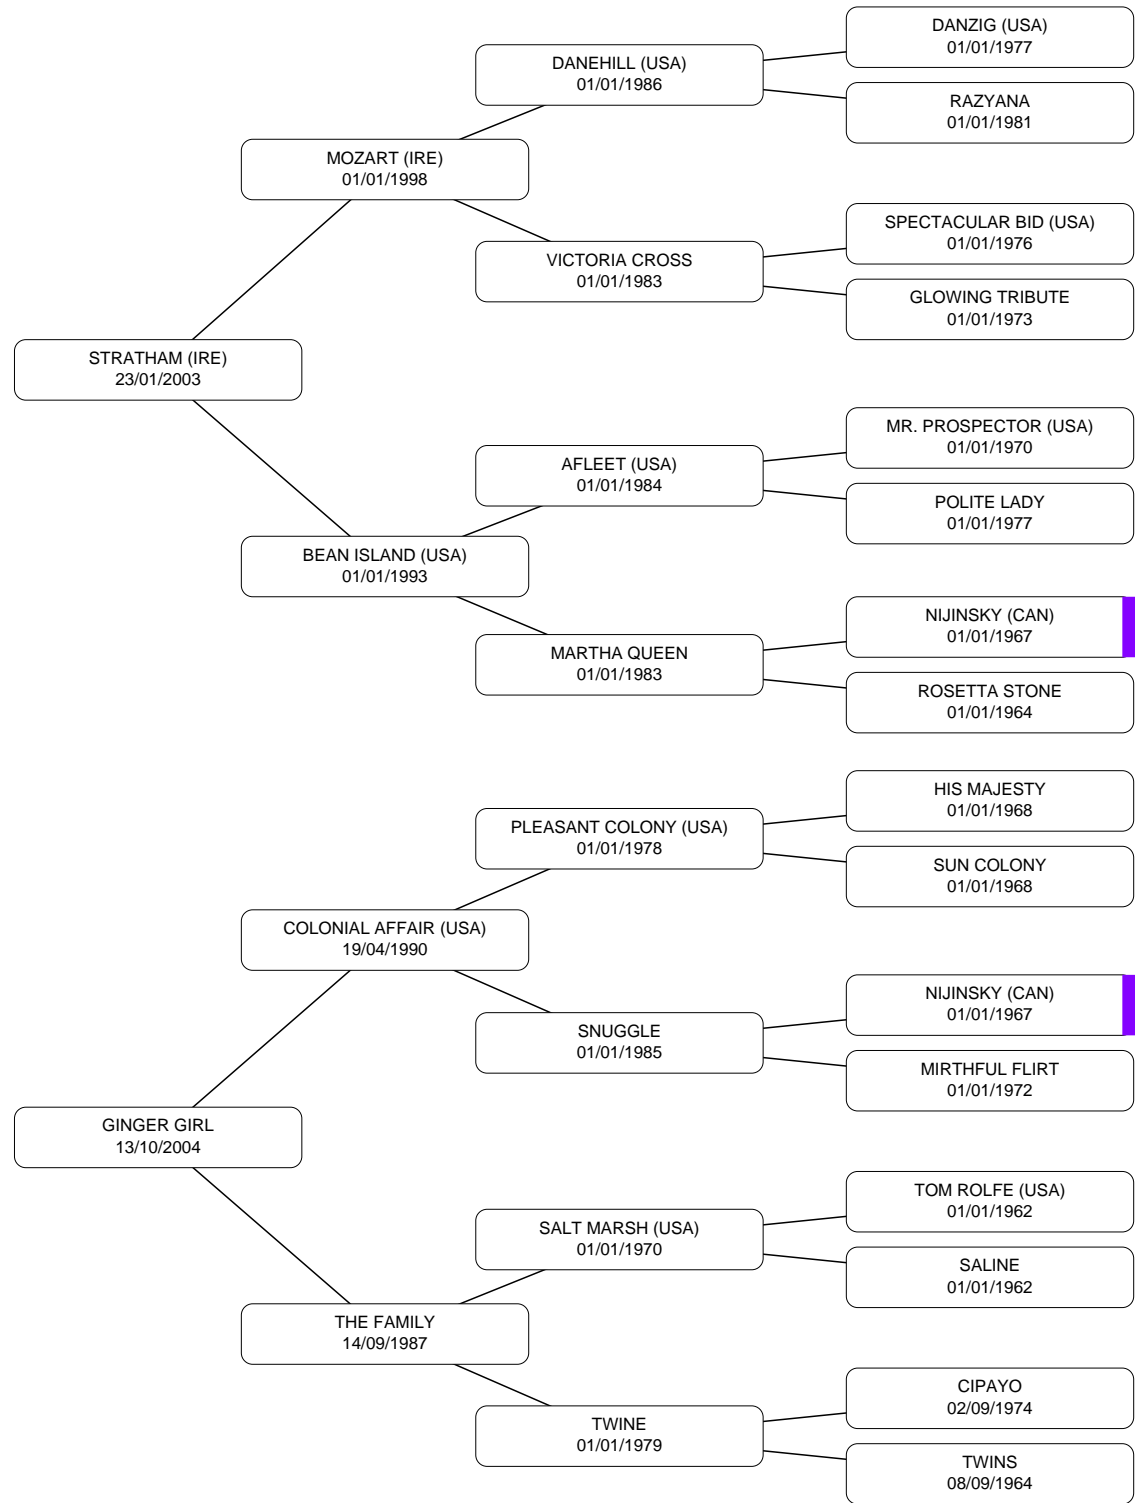 DANZIG (USA)
01/01/1977
DANEHILL (USA)
01/01/1986
RAZYANA
01/01/1981
MOZART (IRE)
01/01/1998
SPECTACULAR BID (USA)
01/01/1976
VICTORIA CROSS
01/01/1983
GLOWING TRIBUTE
01/01/1973
STRATHAM (IRE)
23/01/2003
MR. PROSPECTOR (USA)
01/01/1970
AFLEET (USA)
01/01/1984
POLITE LADY
01/01/1977
BEAN ISLAND (USA)
01/01/1993
NIJINSKY (CAN)
01/01/1967
MARTHA QUEEN
01/01/1983
ROSETTA STONE
01/01/1964
HIS MAJESTY
01/01/1968
PLEASANT COLONY (USA)
01/01/1978
SUN COLONY
01/01/1968
COLONIAL AFFAIR (USA)
19/04/1990
NIJINSKY (CAN)
01/01/1967
SNUGGLE
01/01/1985
MIRTHFUL FLIRT
01/01/1972
GINGER GIRL
13/10/2004
TOM ROLFE (USA)
01/01/1962
SALT MARSH (USA)
01/01/1970
SALINE
01/01/1962
THE FAMILY
14/09/1987
CIPAYO
02/09/1974
TWINE
01/01/1979
TWINS
08/09/1964